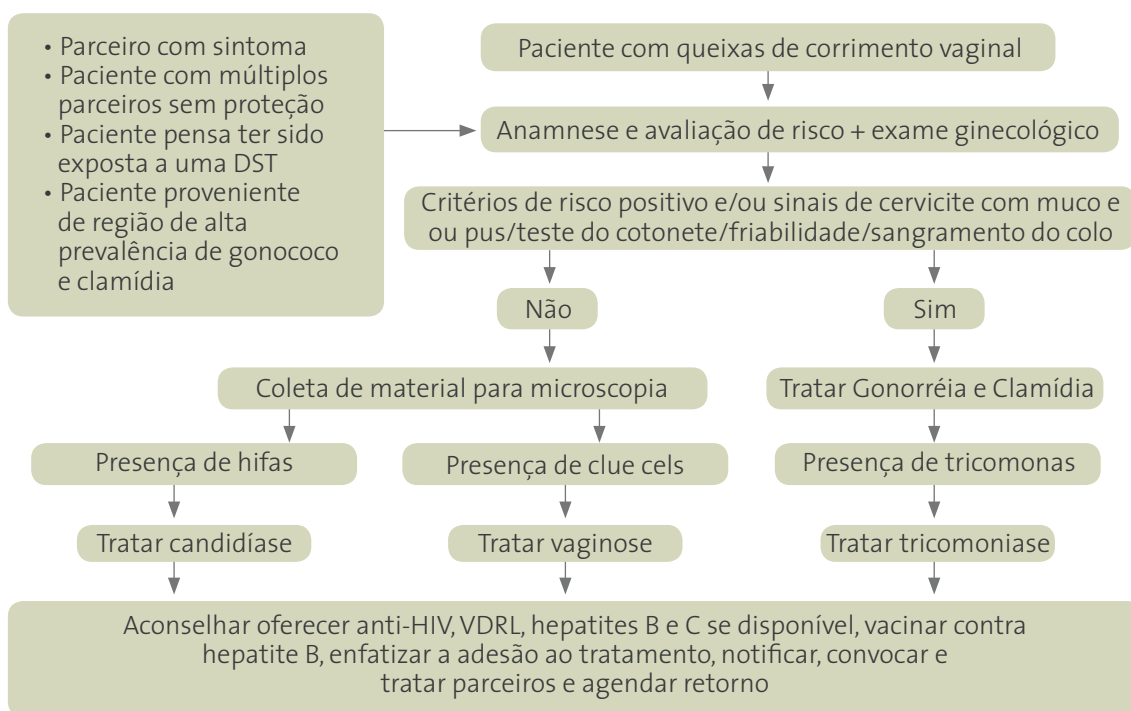 • Parceiro com sintoma
• Paciente com múltiplos
parceiros sem proteção
• Paciente pensa ter sido
exposta a uma DST
• Paciente proveniente
de região de alta
prevalência de gonococo
e clamídia
Paciente com queixas de corrimento vaginal
Anamnese e avaliação de risco + exame ginecológico
Critérios de risco positivo e/ou sinais de cervicite com muco e
ou pus/teste do cotonete/friabilidade/sangramento do colo
Não
Sim
Coleta de material para microscopia
Tratar Gonorréia e Clamídia
Presença de hifas
Presença de clue cels
Presença de tricomonas
Tratar candidíase
Tratar vaginose
Tratar tricomoniase
Aconselhar oferecer anti-HIV, VDRL, hepatites B e C se disponível, vacinar contra
hepatite B, enfatizar a adesão ao tratamento, notificar, convocar e
tratar parceiros e agendar retorno